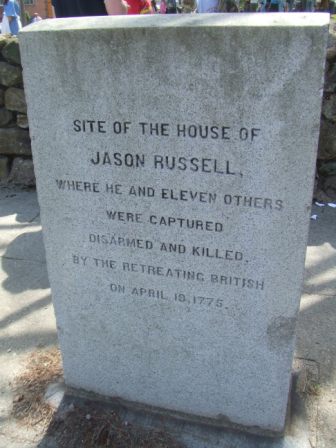 SITE OF THE HOUSE OF
JASON RUSSELL,
WHERE HE AND ELEVEN OTHERS
WERE CAPTURED
DISARMED AND KILLED,
BY THE RETREATING BRITISH
ON APRIL 19, 1775.